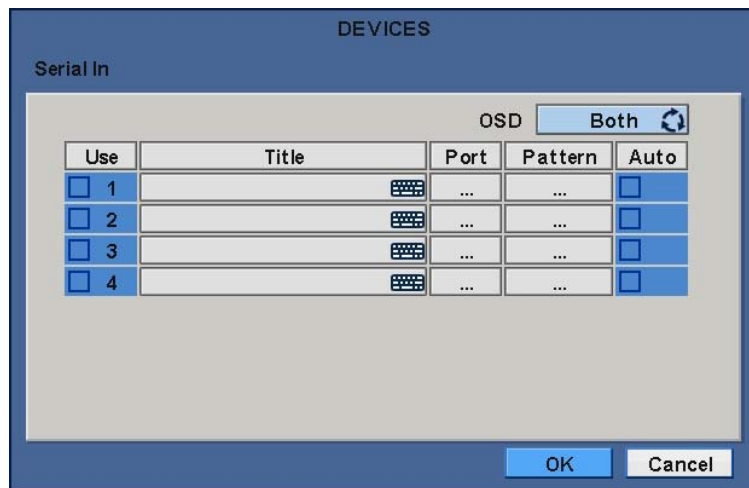 DEVICES
Serial In
OSD Both
Use Title Port Pattern Auto
1 ... ...
2 ... ...
3 ... ...
4 ... ...
OK Cancel